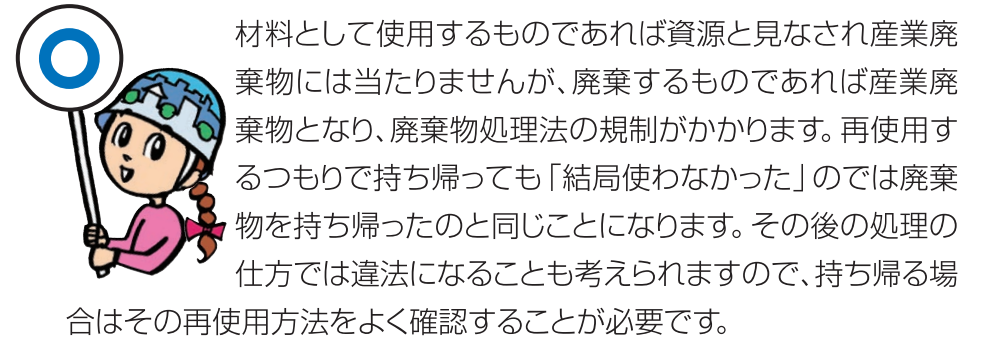 材料として使用するものであれば資源と見なされ産業廃
棄物には当たりませんが、廃棄するものであれば産業廃
棄物となり、廃棄物処理法の規制がかかります。再使用す
るつもりで持ち帰っても「結局使わなかった」のでは廃棄
物を持ち帰ったのと同じことになります。その後の処理の
仕方では違法になることも考えられますので、持ち帰る場
合はその再使用方法をよく確認することが必要です。